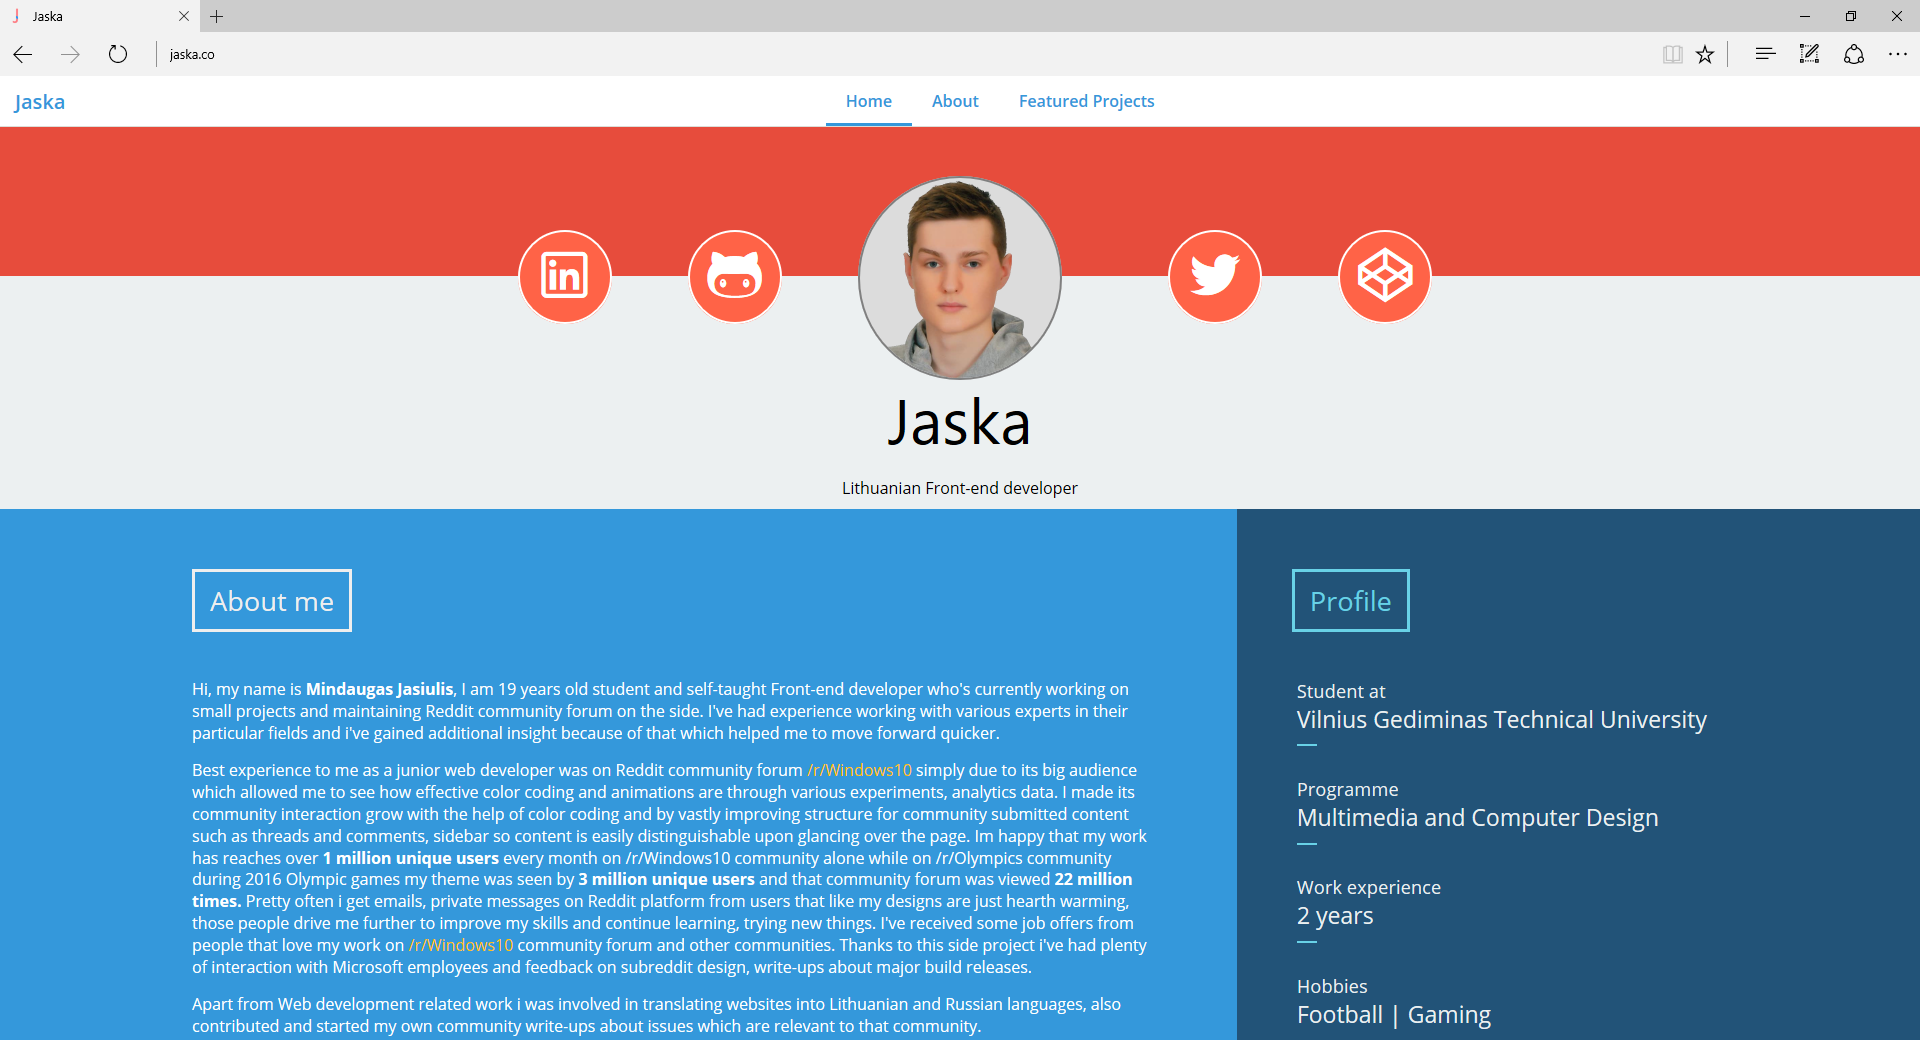 Jaska
jaska.co
Jaska
Home
About
Featured Projects
in
Jaska
Lithuanian Front-end developer
About me
Hi, my name is Mindaugas Jasiulis, I am 19 years old student and self-taught Front-end developer who's currently working on
small projects and maintaining Reddit community forum on the side. I've had experience working with various experts in their
particular fields and i've gained additional insight because of that which helped me to move forward quicker.
Best experience to me as a junior web developer was on Reddit community forum /r/Windows10 simply due to its big audience
which allowed me to see how effective color coding and animations are through various experiments, analytics data. I made its
community interaction grow with the help of color coding and by vastly improving structure for community submitted content
such as threads and comments, sidebar so content is easily distinguishable upon glancing over the page. Im happy that my work
has reaches over 1 million unique users every month on /r/Windows10 community alone while on /r/Olympics community
during 2016 Olympic games my theme was seen by 3 million unique users and that community forum was viewed 22 million
times. Pretty often i get emails, private messages on Reddit platform from users that like my designs are just hearth warming,
those people drive me further to improve my skills and continue learning, trying new things. I've received some job offers from
people that love my work on /r/Windows10 community forum and other communities. Thanks to this side project i've had plenty
of interaction with Microsoft employees and feedback on subreddit design, write-ups about major build releases.
Apart from Web development related work i was involved in translating websites into Lithuanian and Russian languages, also
contributed and started my own community write-ups about issues which are relevant to that community.
Profile
Student at
Vilnius Gediminas Technical University
Programme
Multimedia and Computer Design
Work experience
2 years
Hobbies
Football | Gaming